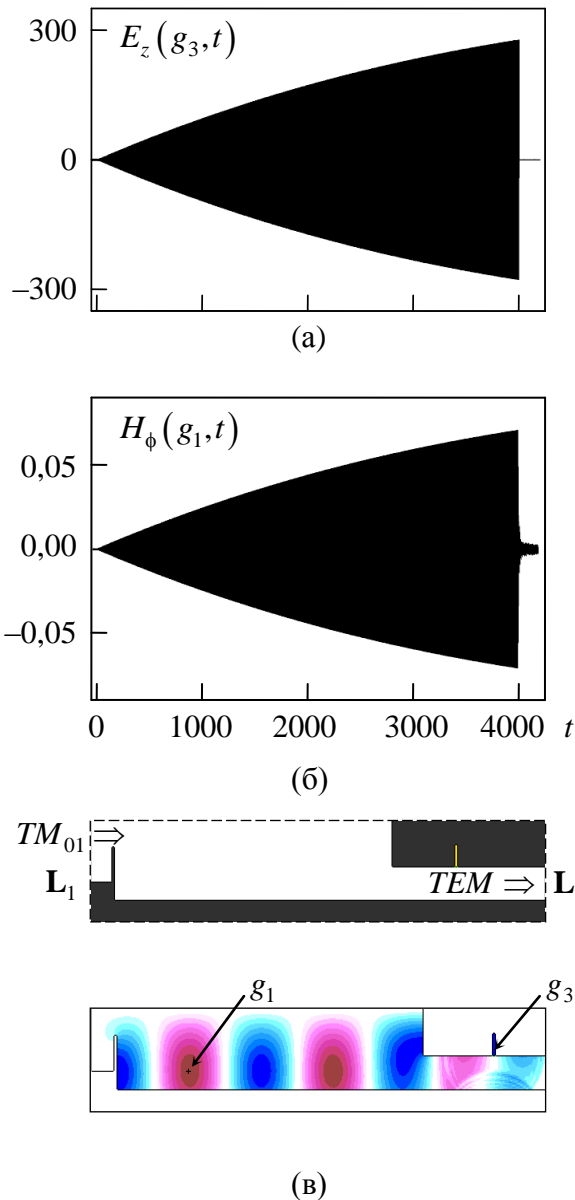 300
E_z(g_3,t)
0
–300
(а)
H_ϕ(g_1,t)
0,05
0,00
–0,05
0 1000 2000 3000 4000 t
(б)
TM_01 ⇒
L_1 TEM ⇒ L
g_1 g_3
(в)